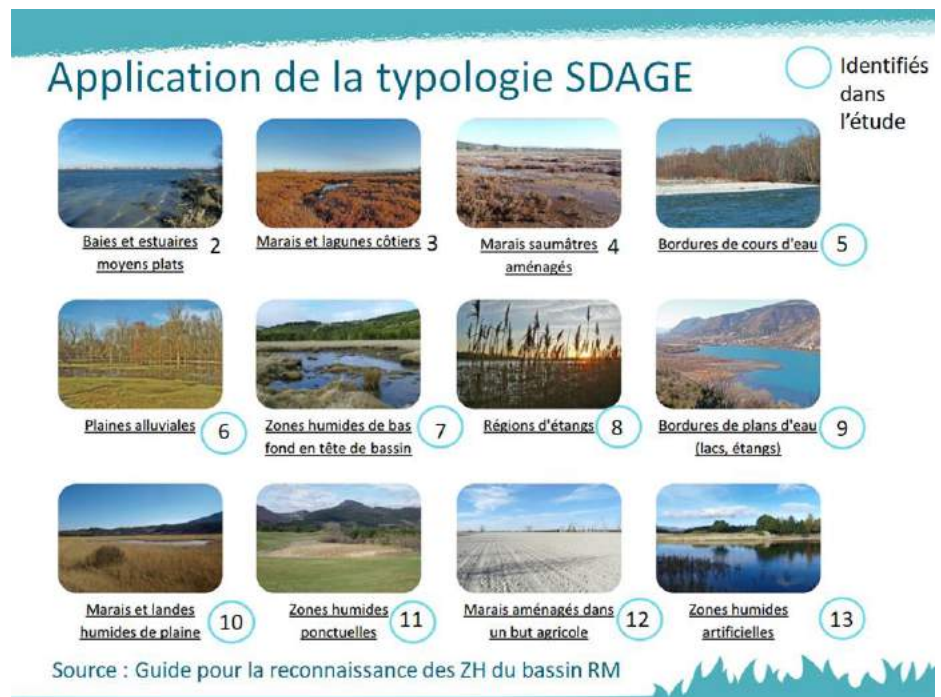 Application de la typologie SDAGE
Identifiés
dans
l'étude
Baies et estuaires
moyens plats
2
Marais et lagunes côtiers
3
Marais saumâtres
aménagés
4
Bordures de cours d'eau
5
Plaines alluviales
6
Zones humides de bas
fond en tête de bassin
7
Régions d'étangs
8
Bordures de plans d'eau
(lacs, étangs)
9
Marais et landes
humides de plaine
10
Zones humides
ponctuelles
11
Marais aménagés dans
un but agricole
12
Zones humides
artificielles
13
Source : Guide pour la reconnaissance des ZH du bassin RM